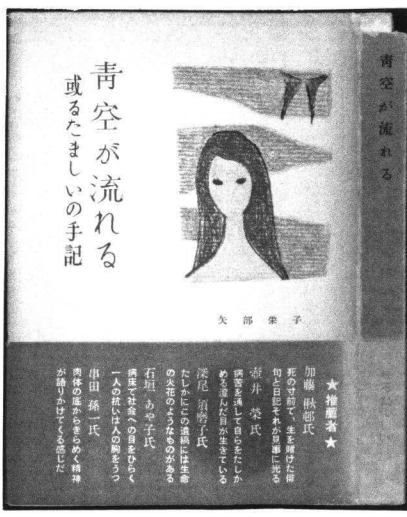 青空が流れる
或るたましいの手記
矢部栄子
★推薦者★
加藤楸邨氏
死の寸前で、生を賭けた俳
句と日記それが見事に光る
壺井栄氏
病苦を通して自らをたしか
める澄んだ目が生きている
深尾須磨子氏
たしかにこの遺稿には生命
の火花のようなものがある
石垣あや子氏
病床で社会への目をひらく
一人の抗いは人の胸をうつ
串田孫一氏
肉体の底からきらめく精神
が語りかけてくる感じだ
青空が流れる